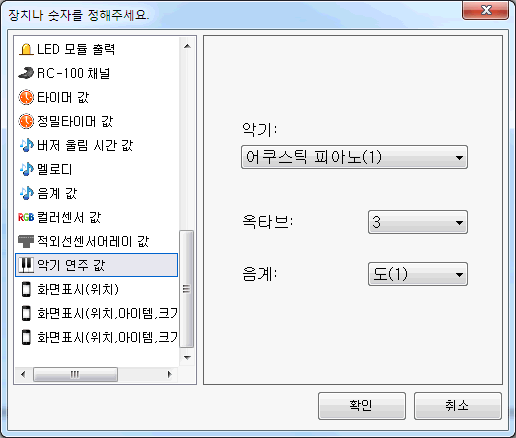 장치나 숫자를 정해주세요.
LED 모듈 출력
RC-100 채널
타이머 값
정밀타이머 값
버저 울림 시간 값
멜로디
음계 값
RGB 컬러센서 값
적외선센서어레이 값
악기 연주 값
화면표시(위치)
화면표시(위치,아이템,크기
화면표시(위치,아이템,크기
악기:
어쿠스틱 피아노(1)
옥타브: 3
음계: 도(1)
확인 취소